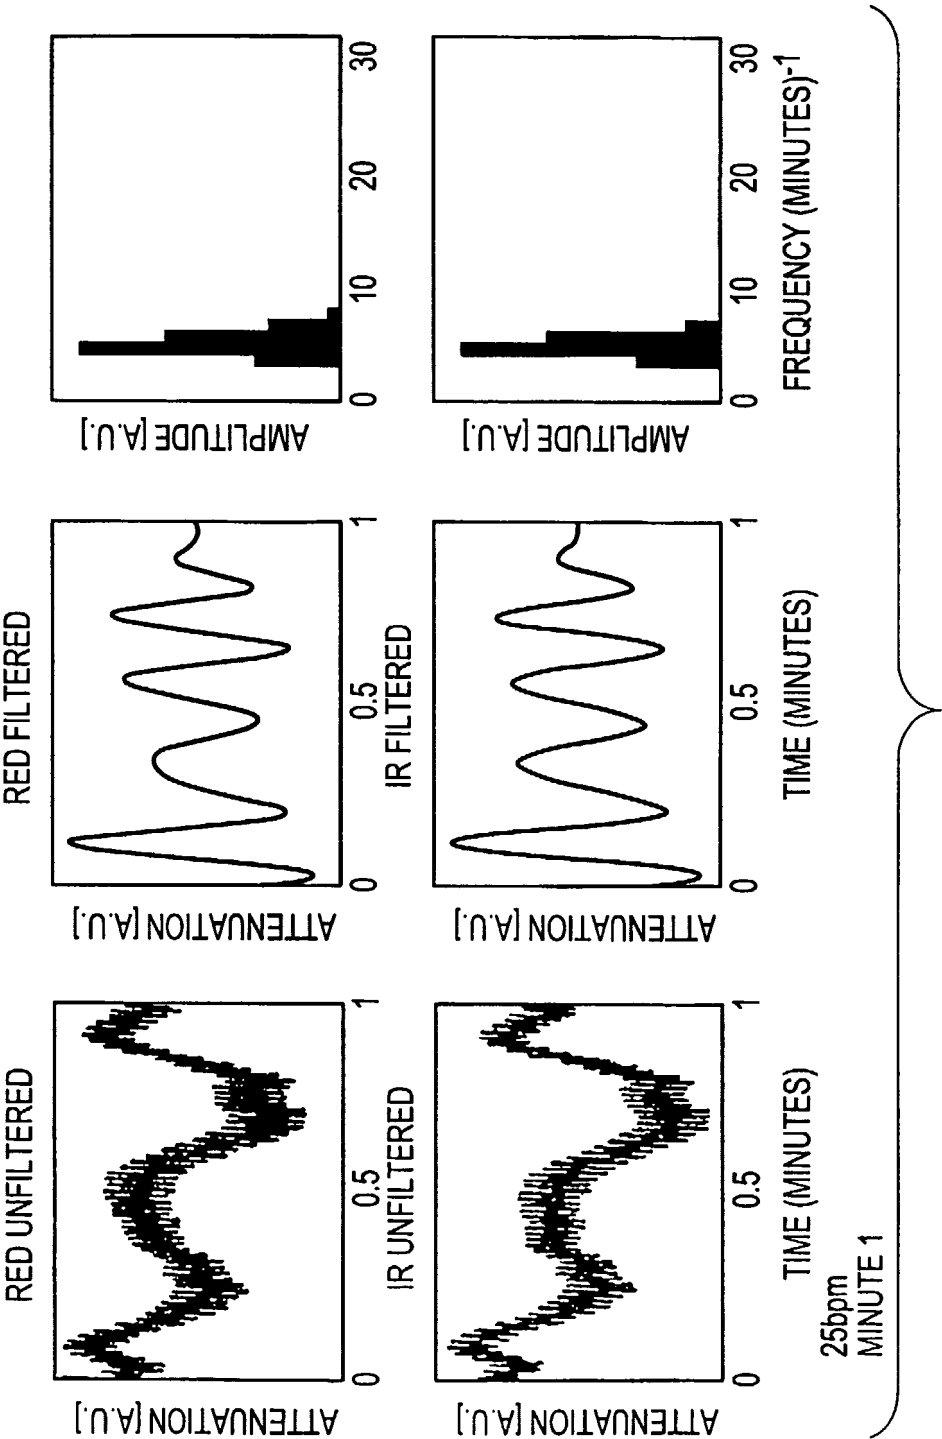 RED UNFILTERED
ATTENUATION [A.U.]
0
0.5
1
RED FILTERED
ATTENUATION [A.U.]
0
0.5
1
AMPLITUDE [A.U.]
0
10
20
30
IR UNFILTERED
ATTENUATION [A.U.]
0
0.5
1
TIME (MINUTES)
IR FILTERED
ATTENUATION [A.U.]
0
0.5
1
TIME (MINUTES)
AMPLITUDE [A.U.]
0
10
20
30
FREQUENCY (MINUTES)-1
25bpm
MINUTE 1